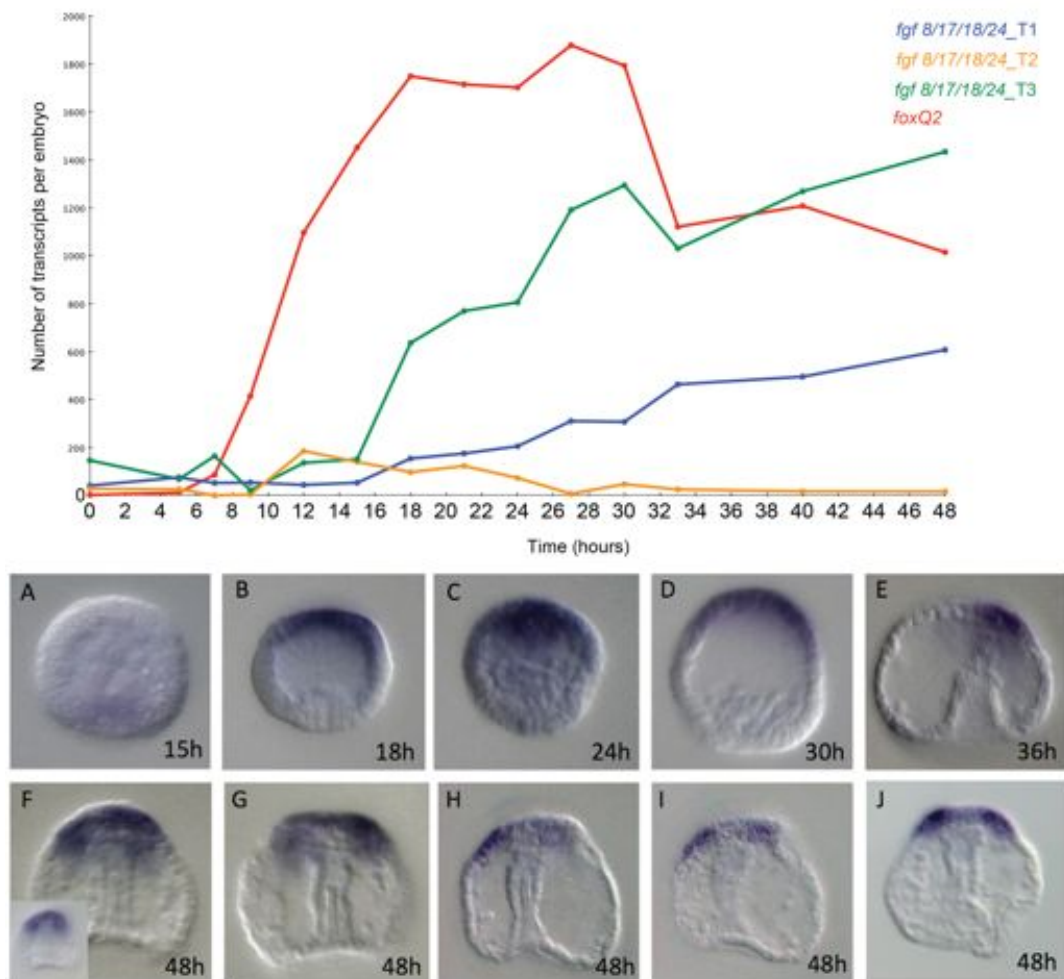 2000
1800
1600
1400
1200
1000
800
600
400
200
0
Number of transcripts per embryo
fgf 8/17/18/24_T1
fgf 8/17/18/24_T2
fgf 8/17/18/24_T3
foxQ2
0 2 4 6 7 8 10 12 14 16 18 20 22 24 26 28 30 32 34 36 38 40 42 44 46 48
Time (hours)
A
15h
B
18h
C
24h
D
30h
E
36h
F
48h
G
48h
H
48h
I
48h
J
48h